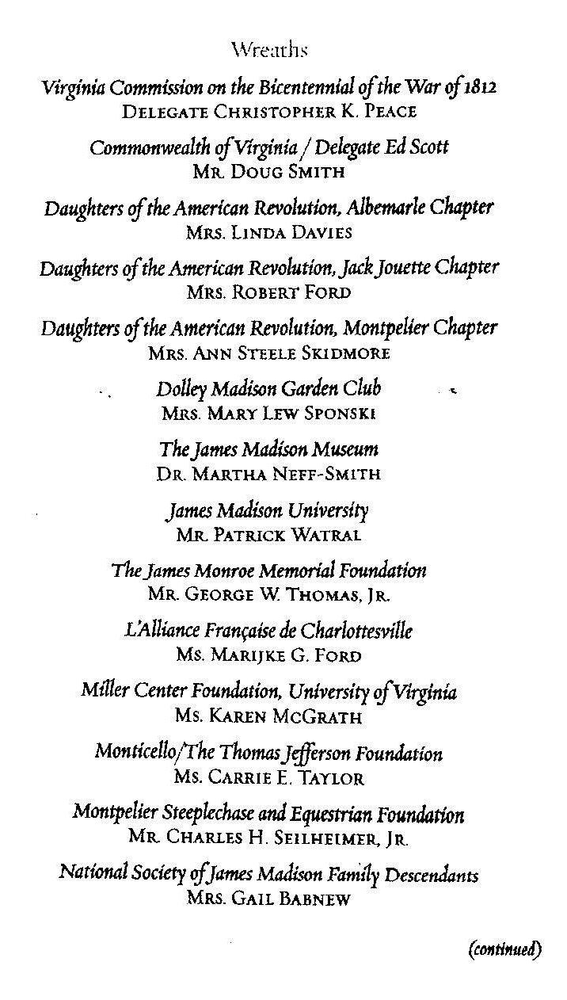 Wreaths
Virginia Commission on the Bicentennial of the War of 1812
DELEGATE CHRISTOPHER K. PEACE
Commonwealth of Virginia / Delegate Ed Scott
MR. DOUG SMITH
Daughters of the American Revolution, Albemarle Chapter
MRS. LINDA DAVIES
Daughters of the American Revolution, Jack Jouette Chapter
MRS. ROBERT FORD
Daughters of the American Revolution, Montpelier Chapter
MRS. ANN STEELE SKIDMORE
Dolley Madison Garden Club
MRS. MARY LEW SPONSKI
The James Madison Museum
DR. MARTHA NEFF-SMITH
James Madison University
MR. PATRICK WATRAL
The James Monroe Memorial Foundation
MR. GEORGE W. THOMAS, JR.
L'Alliance Française de Charlottesville
MS. MARIJKE G. FORD
Miller Center Foundation, University of Virginia
MS. KAREN MCGRATH
Monticello/The Thomas Jefferson Foundation
MS. CARRIE E. TAYLOR
Montpelier Steeplechase and Equestrian Foundation
MR. CHARLES H. SEILHEIMER, JR.
National Society of James Madison Family Descendants
MRS. GAIL BABNEW
(continued)